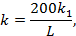 k = 200k₁/L,